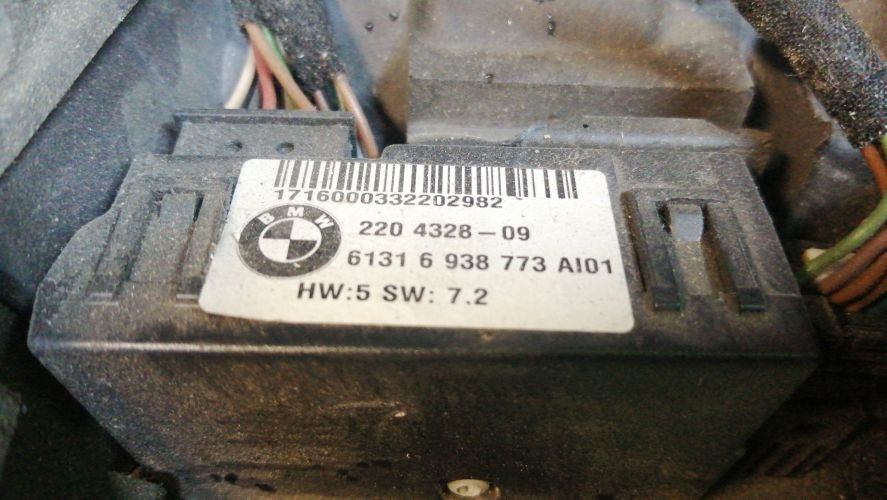 1716000332202982
BMW
220 4328-09
6131 6 938 773 AI01
HW:5 SW: 7.2